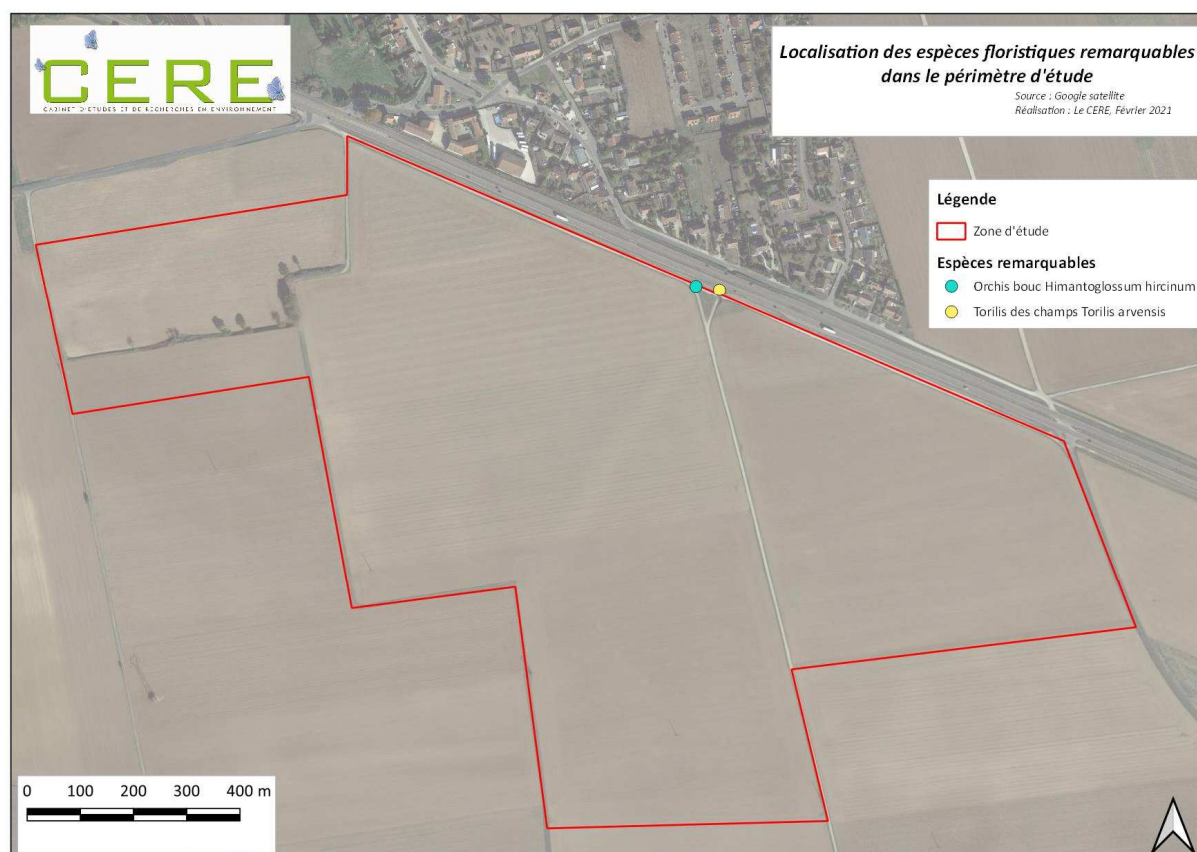 CERE
CABINET D'ETUDES ET DE RECHERCHES EN ENVIRONNEMENT
Localisation des espèces floristiques remarquables
dans le périmètre d'étude
Source : Google satellite
Réalisation : Le CERE, Février 2021
Légende
Zone d'étude
Espèces remarquables
Orchis bouc Himantoglossum hircinum
Torilis des champs Torilis arvensis
0 100 200 300 400 m